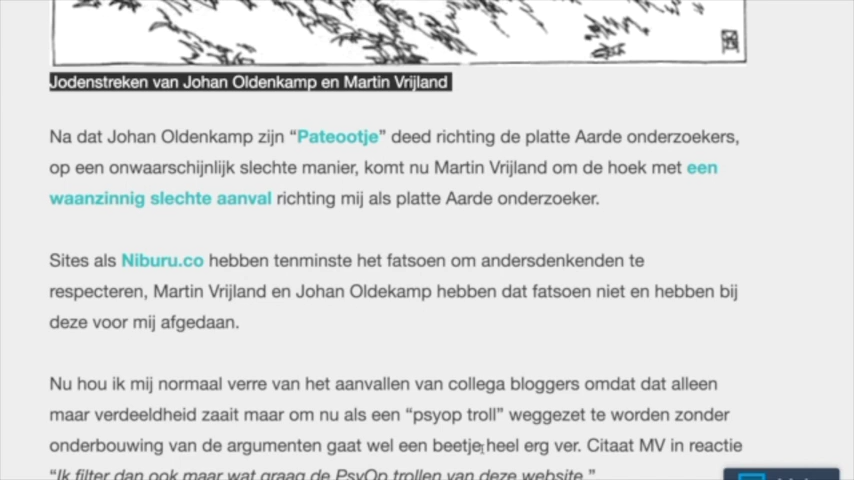 Jodenstreken van Johan Oldenkamp en Martin Vrijland
Na dat Johan Oldenkamp zijn “Pateootje” deed richting de platte Aarde onderzoekers,
op een onwaarschijnlijk slechte manier, komt nu Martin Vrijland om de hoek met een
waanzinnig slechte aanval richting mij als platte Aarde onderzoeker.
Sites als Niburu.co hebben tenminste het fatsoen om andersdenkenden te
respecteren, Martin Vrijland en Johan Oldekamp hebben dat fatsoen niet en hebben bij
deze voor mij afgedaan.
Nu hou ik mij normaal verre van het aanvallen van collega bloggers omdat dat alleen
maar verdeeldheid zaait maar om nu als een “psyop troll” weggezet te worden zonder
onderbouwing van de argumenten gaat wel een beetje heel erg ver. Citaat MV in reactie
“Ik filter dan ook maar wat graag de PsyOp trollen van deze website.”